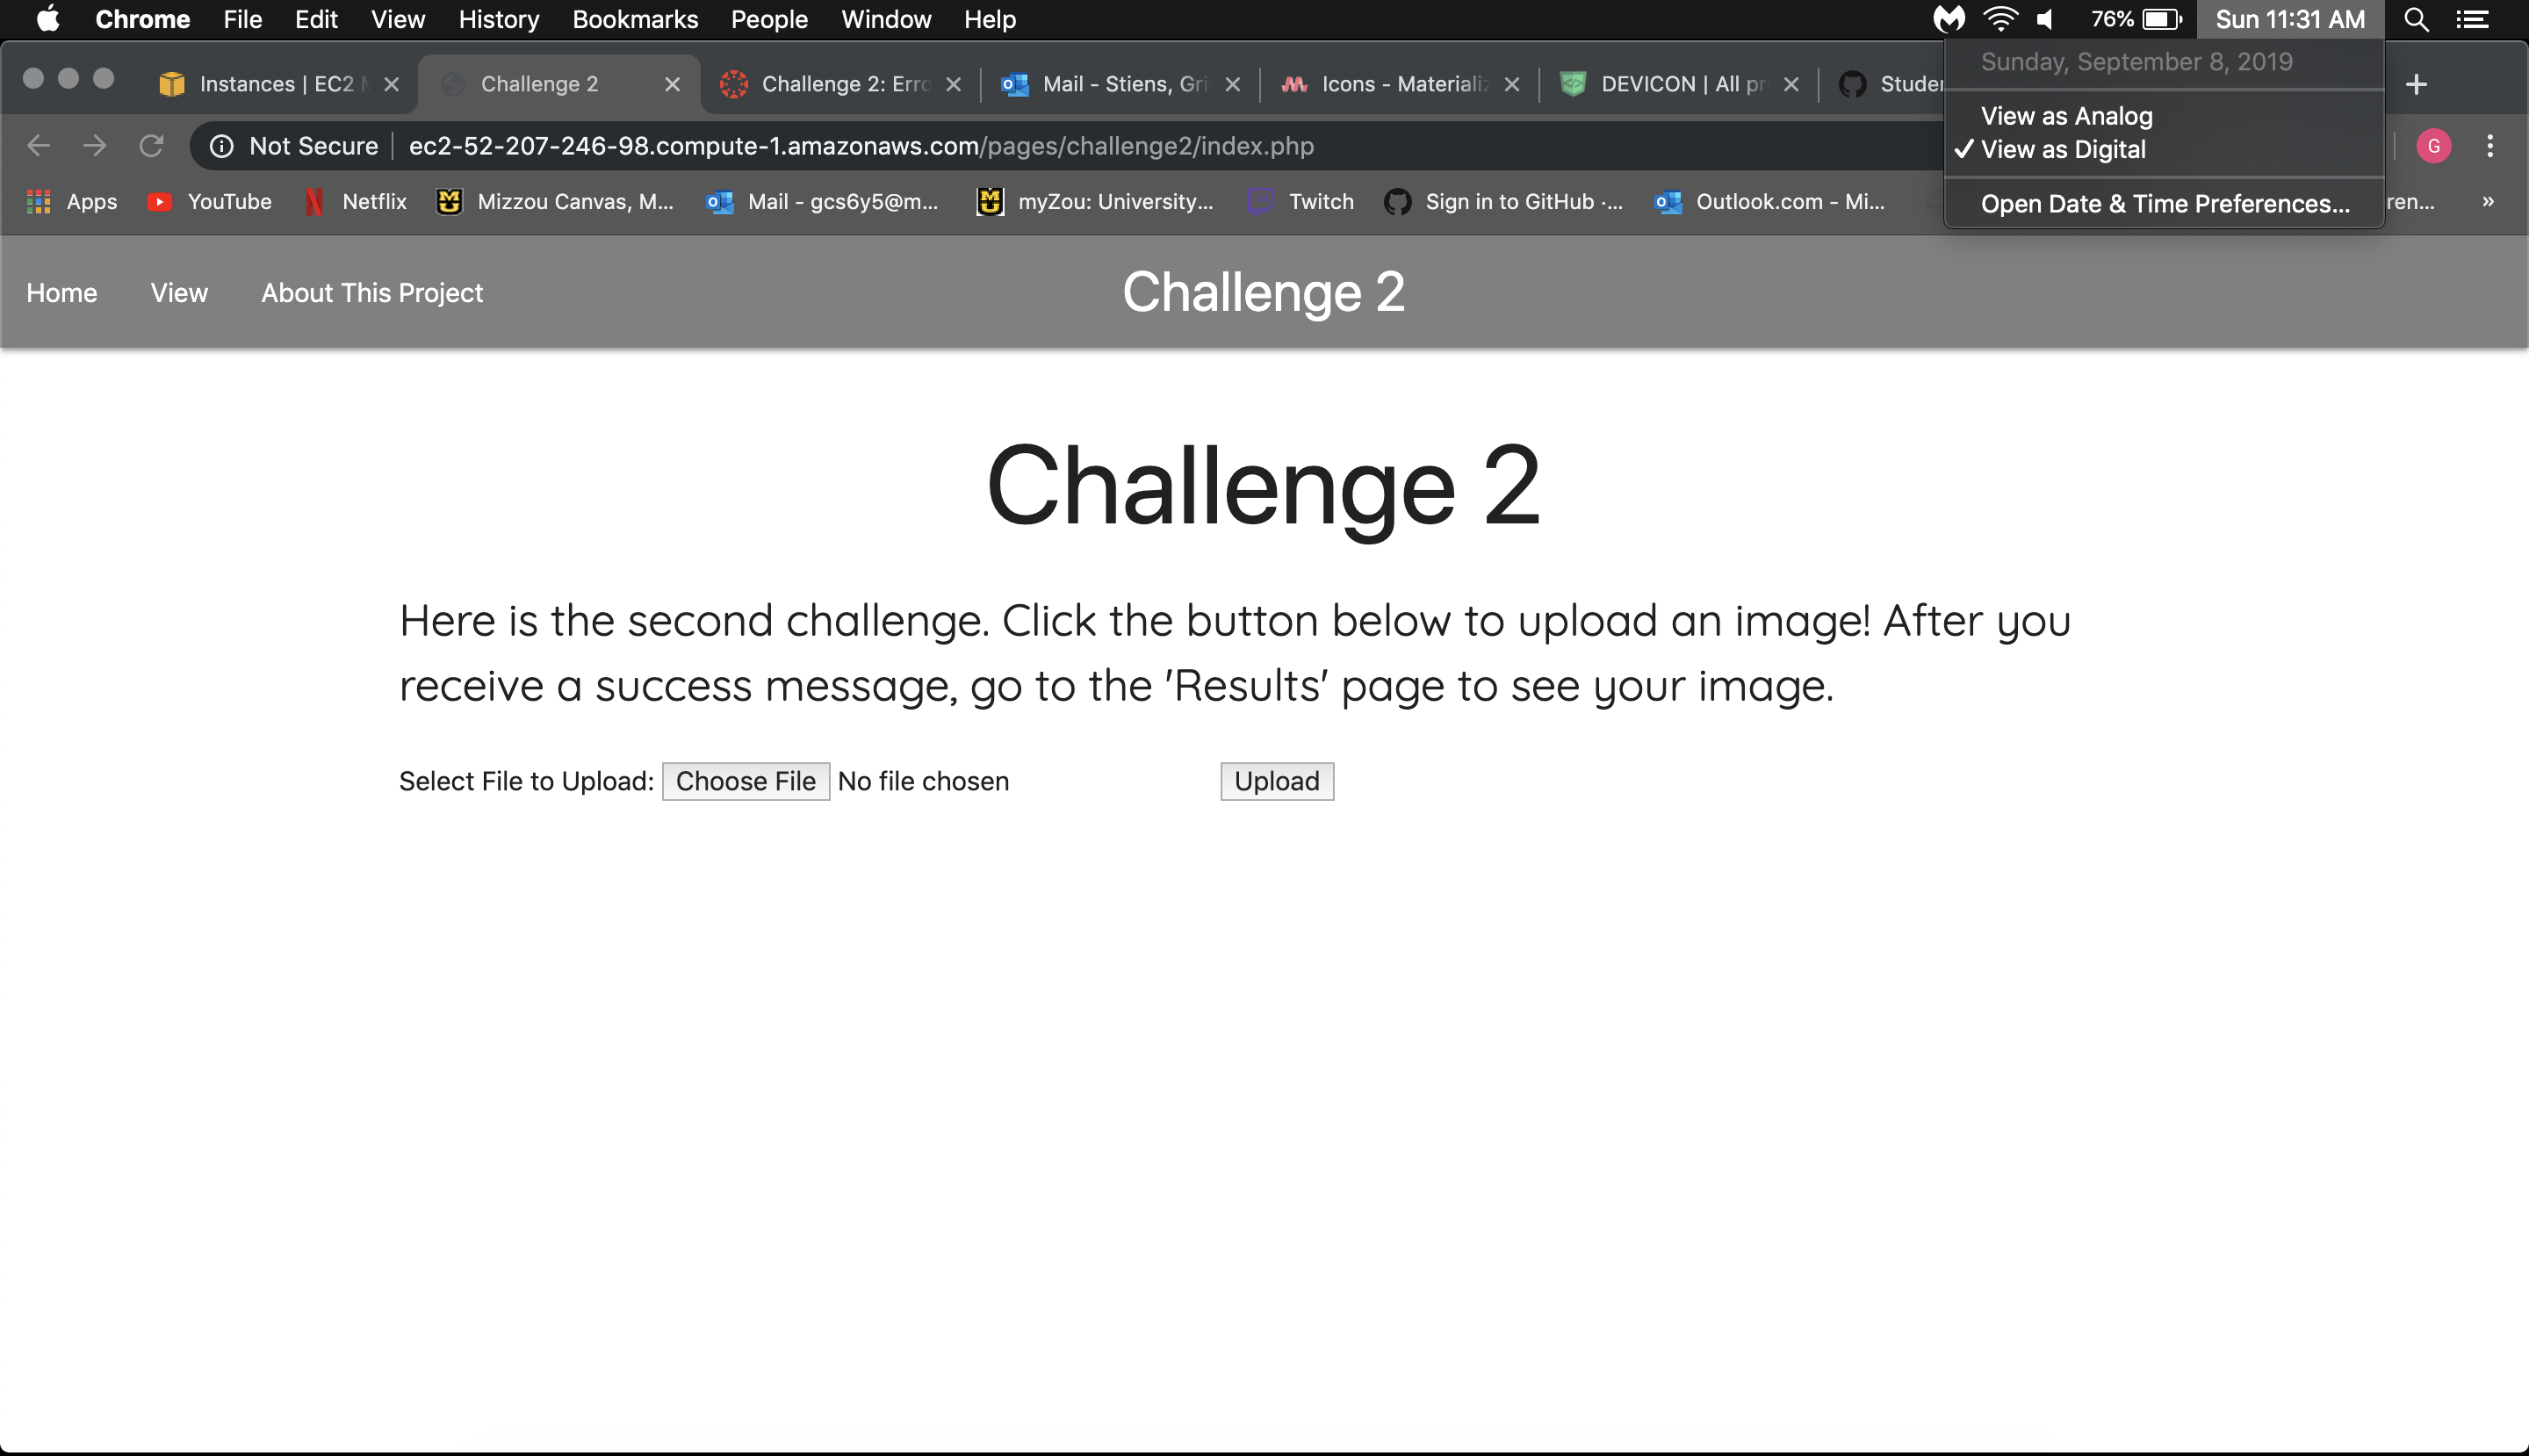 Chrome File Edit View History Bookmarks People Window Help 76% Sun 11:31 AM
Sunday, September 8, 2019
View as Analog
✓ View as Digital
Open Date & Time Preferences...
Instances | EC2 Challenge 2 Challenge 2: Erro Mail - Stiens, Gri Icons - Materializ DEVICON | All pr Studen
Not Secure | ec2-52-207-246-98.compute-1.amazonaws.com/pages/challenge2/index.php G
Apps YouTube Netflix Mizzou Canvas, M... Mail - gcs6y5@m... myZou: University... Twitch Sign in to GitHub ·... Outlook.com - Mi... ren... »
Home View About This Project Challenge 2
Challenge 2
Here is the second challenge. Click the button below to upload an image! After you
receive a success message, go to the 'Results' page to see your image.
Select File to Upload: Choose File No file chosen Upload